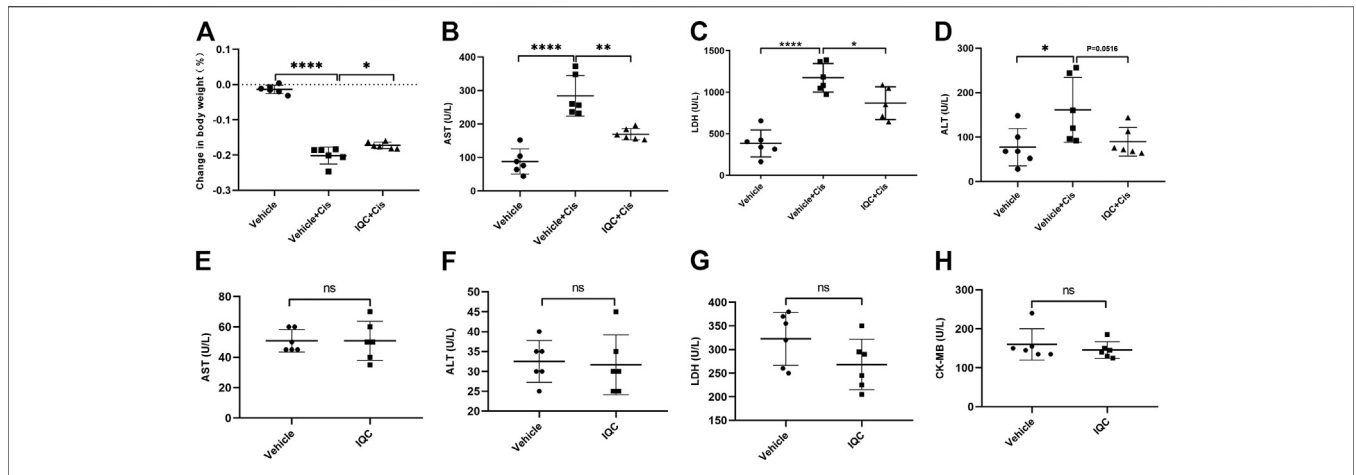 A
Change in body weight (%)
0.1
0.0
-0.1
-0.2
-0.3
****
*
Vehicle
Vehicle+Cis
IQC+Cis
B
AST (U/L)
400
300
200
100
0
****
**
Vehicle
Vehicle+Cis
IQC+Cis
C
LDH (U/L)
1500
1000
500
0
****
*
Vehicle
Vehicle+Cis
IQC+Cis
D
ALT (U/L)
300
200
100
0
*
P=0.0516
Vehicle
Vehicle+Cis
IQC+Cis
E
AST (U/L)
80
60
40
20
0
ns
Vehicle
IQC
F
ALT (U/L)
45
40
35
30
25
20
ns
Vehicle
IQC
G
LDH (U/L)
400
350
300
250
200
150
ns
Vehicle
IQC
H
CK-MB (U/L)
300
200
100
0
ns
Vehicle
IQC